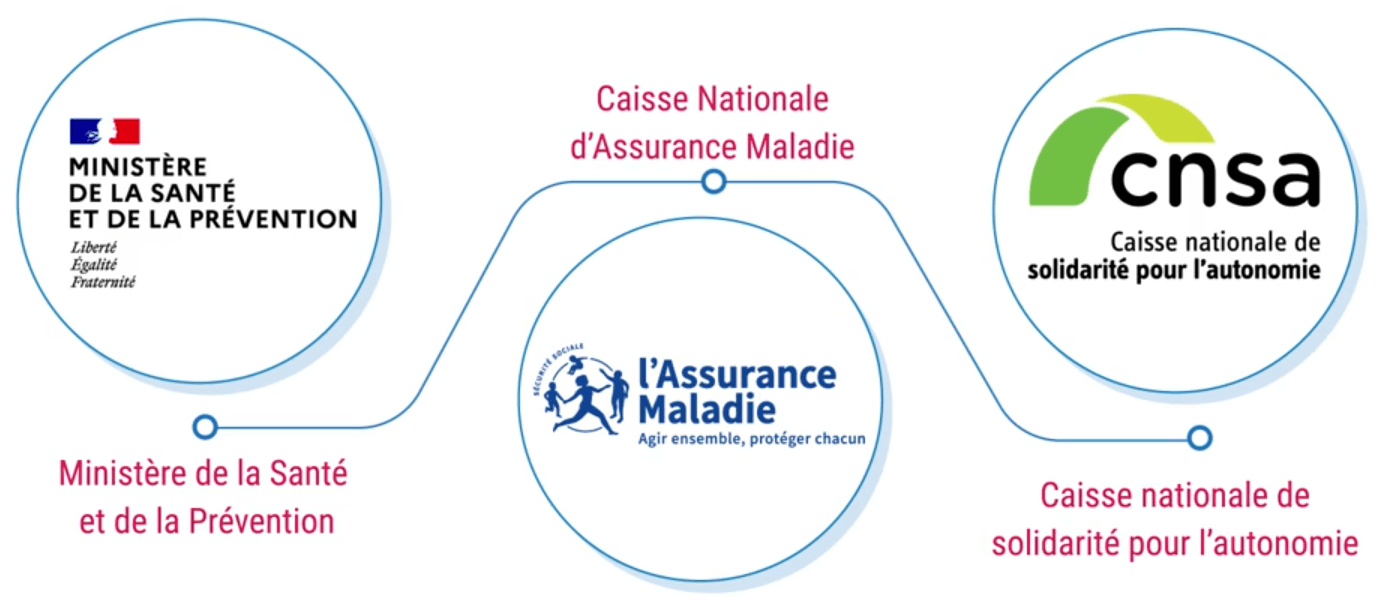 MINISTÈRE
DE LA SANTÉ
ET DE LA PRÉVENTION
Liberté
Égalité
Fraternité
Ministère de la Santé
et de la Prévention
Caisse Nationale
d’Assurance Maladie
SÉCURITÉ SOCIALE
l’Assurance
Maladie
Agir ensemble, protéger chacun
cnsa
Caisse nationale de
solidarité pour l’autonomie
Caisse nationale de
solidarité pour l’autonomie